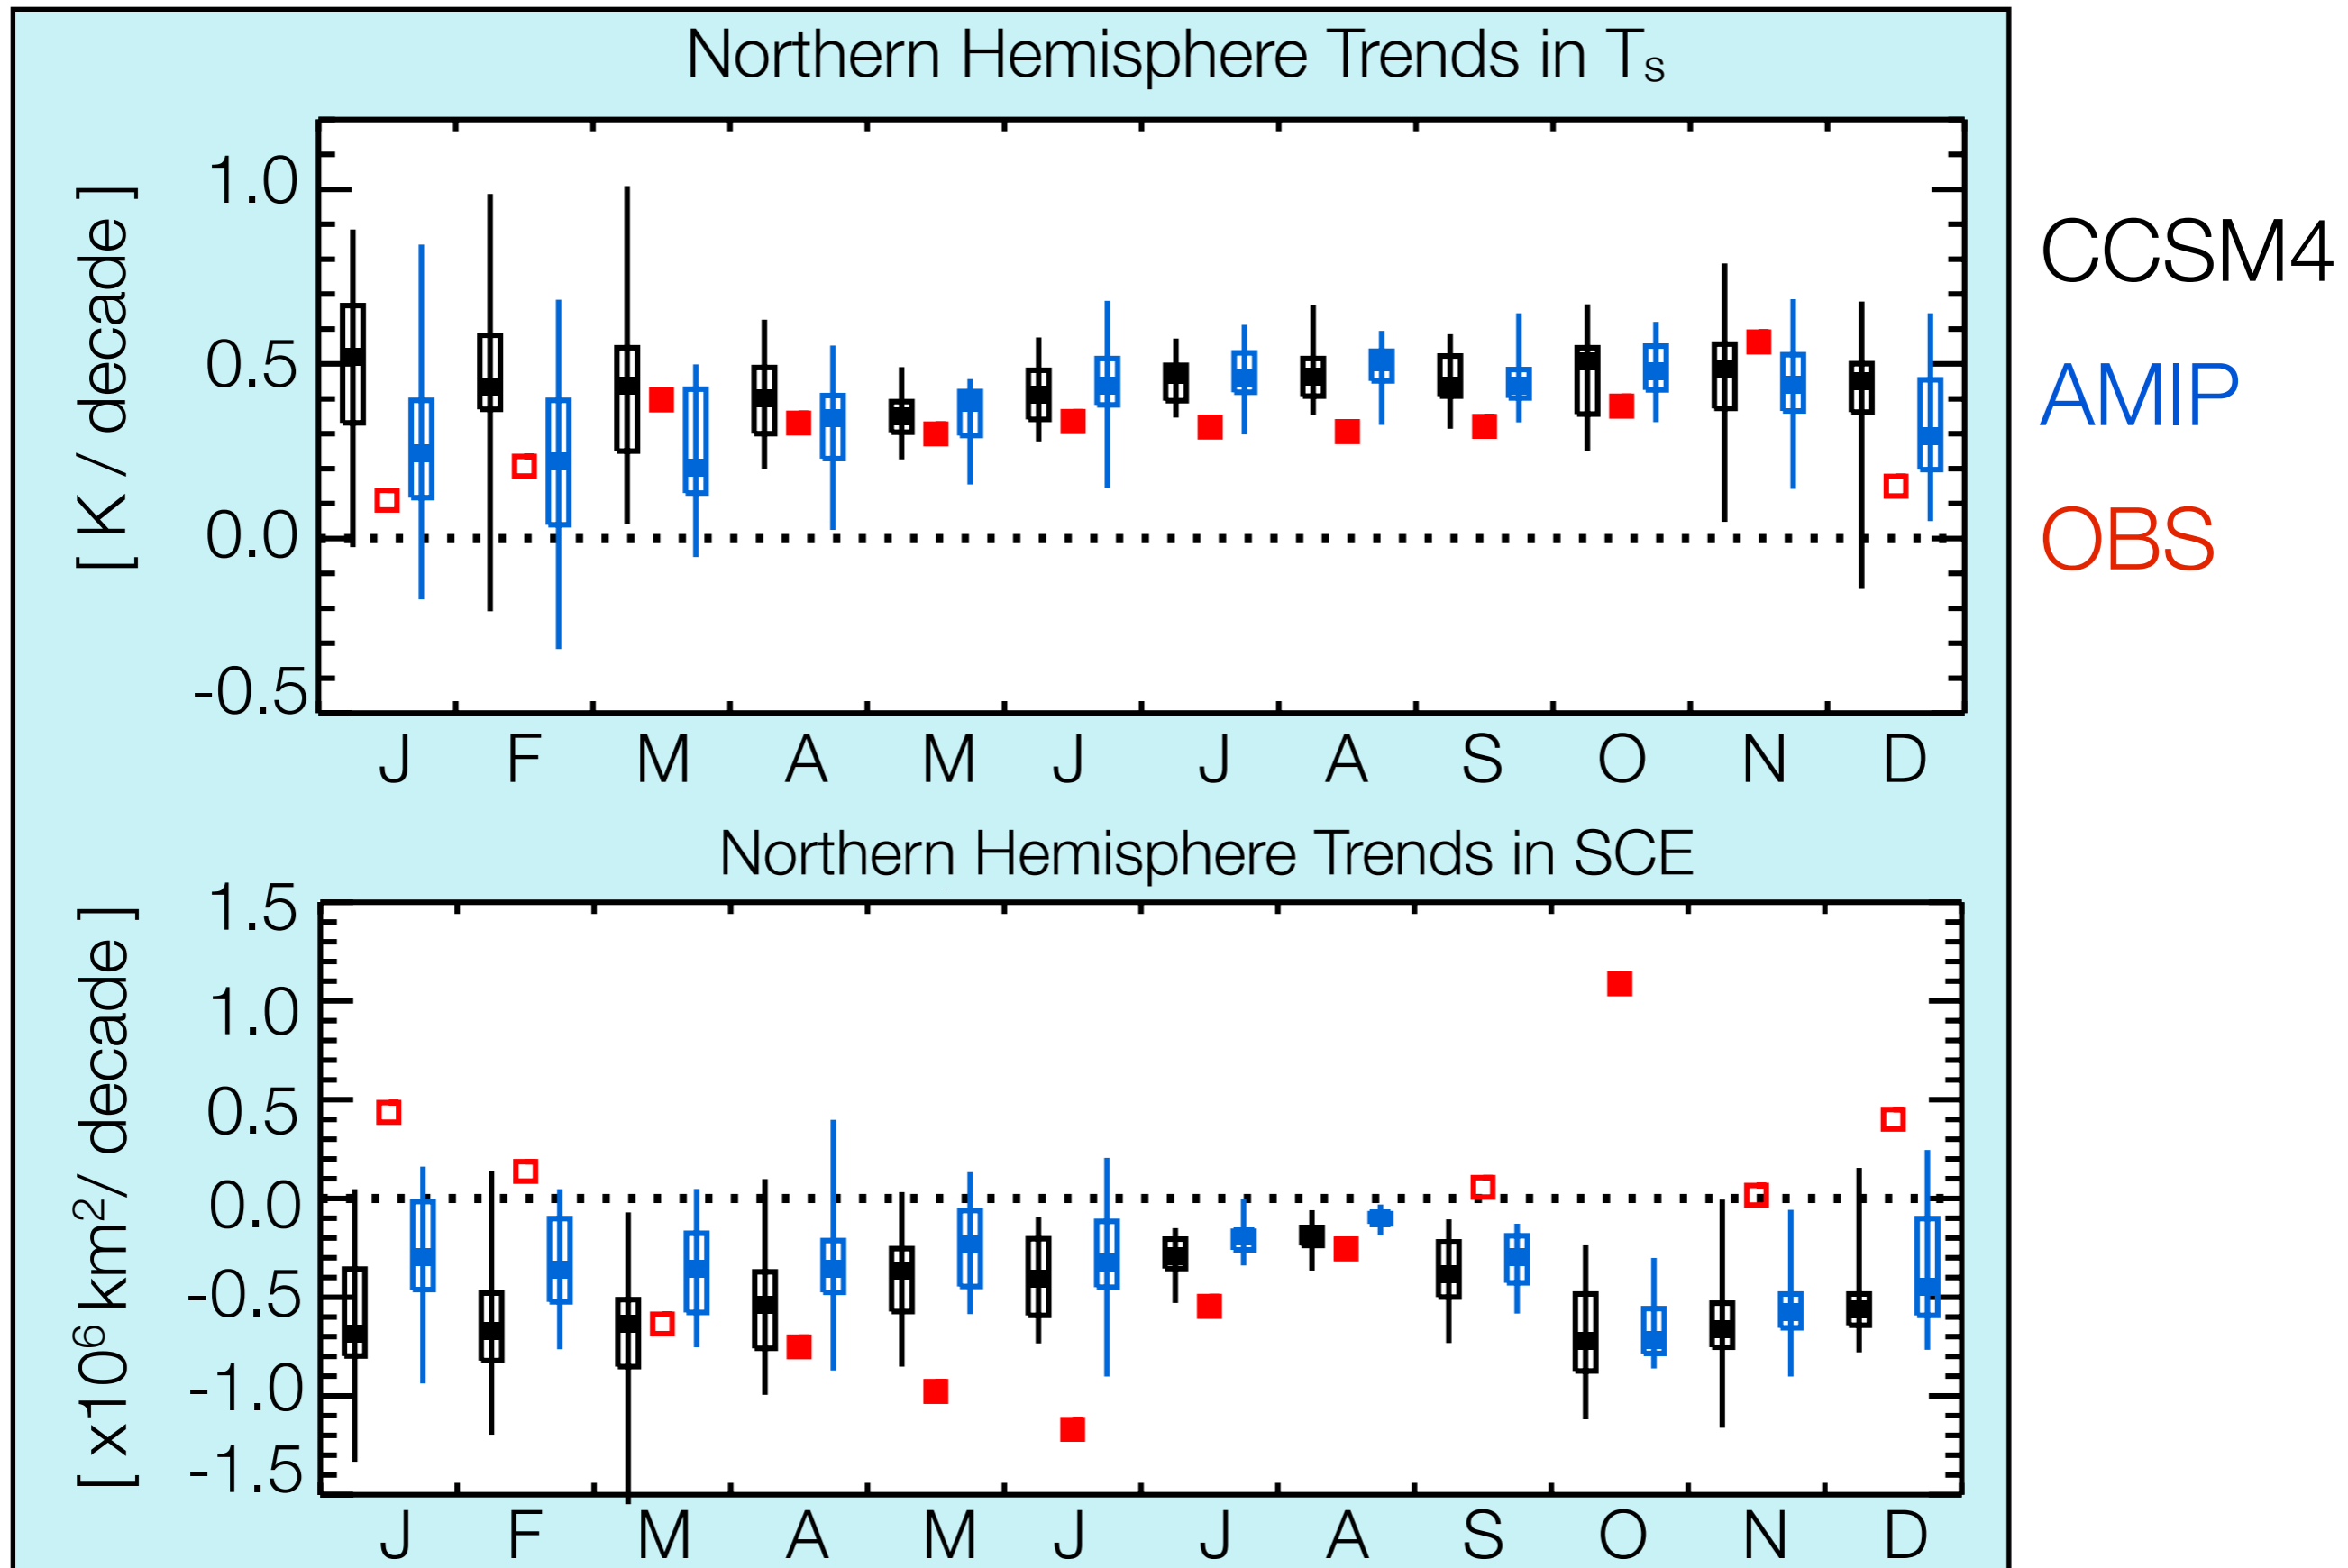 Northern Hemisphere Trends in Ts
[ K / decade ]
1.0
0.5
0.0
-0.5
J F M A M J J A S O N D
CCSM4
AMIP
OBS
Northern Hemisphere Trends in SCE
[ x10⁶ km²/ decade ]
1.5
1.0
0.5
0.0
-0.5
-1.0
-1.5
J F M A M J J A S O N D